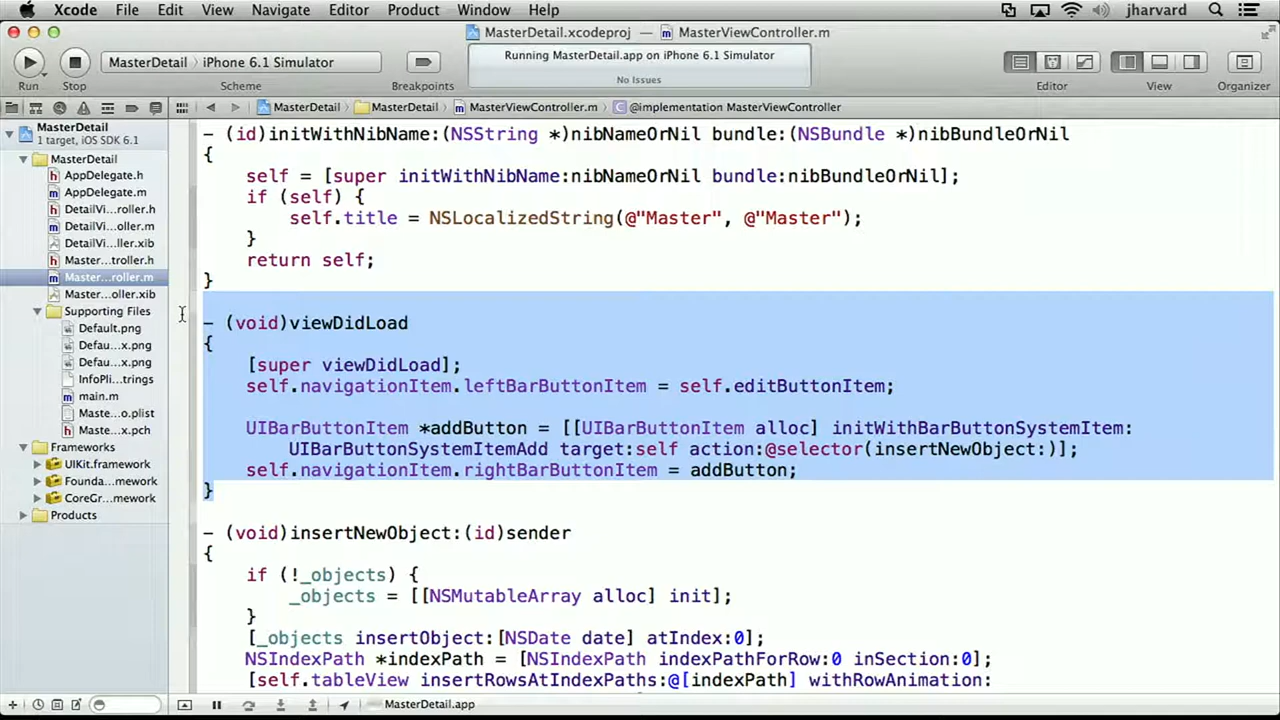 Xcode File Edit View Navigate Editor Product Window Help jharvard
MasterDetail.xcodeproj — MasterViewController.m
MasterDetail iPhone 6.1 Simulator
Running MasterDetail.app on iPhone 6.1 Simulator
No Issues
Run Stop Scheme Breakpoints Editor View Organizer
MasterDetail MasterDetail MasterViewController.m @implementation MasterViewController
MasterDetail
1 target, iOS SDK 6.1
MasterDetail
AppDelegate.h
AppDelegate.m
DetailVi...roller.h
DetailVi...oller.m
DetailVi...ller.xib
Master...troller.h
Master...roller.m
Master...oller.xib
Supporting Files
Default.png
Defau...x.png
Defau...x.png
InfoPli...trings
main.m
Maste...o.plist
Maste...x.pch
Frameworks
UIKit.framework
Founda...mework
CoreGr...mework
Products
- (id)initWithNibName:(NSString *)nibNameOrNil bundle:(NSBundle *)nibBundleOrNil
{
self = [super initWithNibName:nibNameOrNil bundle:nibBundleOrNil];
if (self) {
self.title = NSLocalizedString(@"Master", @"Master");
}
return self;
}
- (void)viewDidLoad
{
[super viewDidLoad];
self.navigationItem.leftBarButtonItem = self.editButtonItem;
UIBarButtonItem *addButton = [[UIBarButtonItem alloc] initWithBarButtonSystemItem:
UIBarButtonSystemItemAdd target:self action:@selector(insertNewObject:)];
self.navigationItem.rightBarButtonItem = addButton;
}
- (void)insertNewObject:(id)sender
{
if (!_objects) {
_objects = [[NSMutableArray alloc] init];
}
[_objects insertObject:[NSDate date] atIndex:0];
NSIndexPath *indexPath = [NSIndexPath indexPathForRow:0 inSection:0];
[self.tableView insertRowsAtIndexPaths:@[indexPath] withRowAnimation:
MasterDetail.app